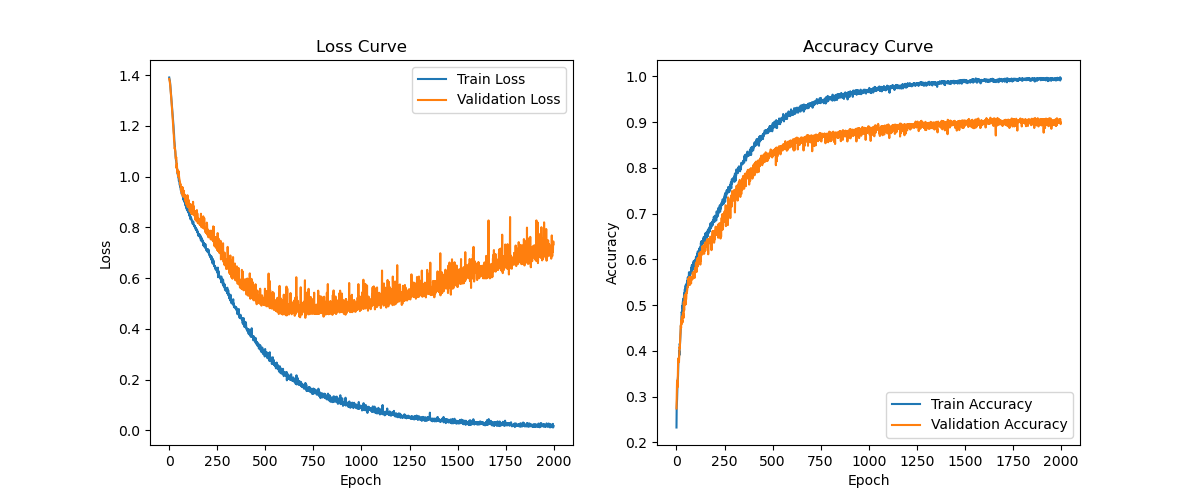 Loss Curve
Loss
1.4
1.2
1.0
0.8
0.6
0.4
0.2
0.0
Train Loss
Validation Loss
0 250 500 750 1000 1250 1500 1750 2000
Epoch
Accuracy Curve
Accuracy
1.0
0.9
0.8
0.7
0.6
0.5
0.4
0.3
0.2
Train Accuracy
Validation Accuracy
0 250 500 750 1000 1250 1500 1750 2000
Epoch